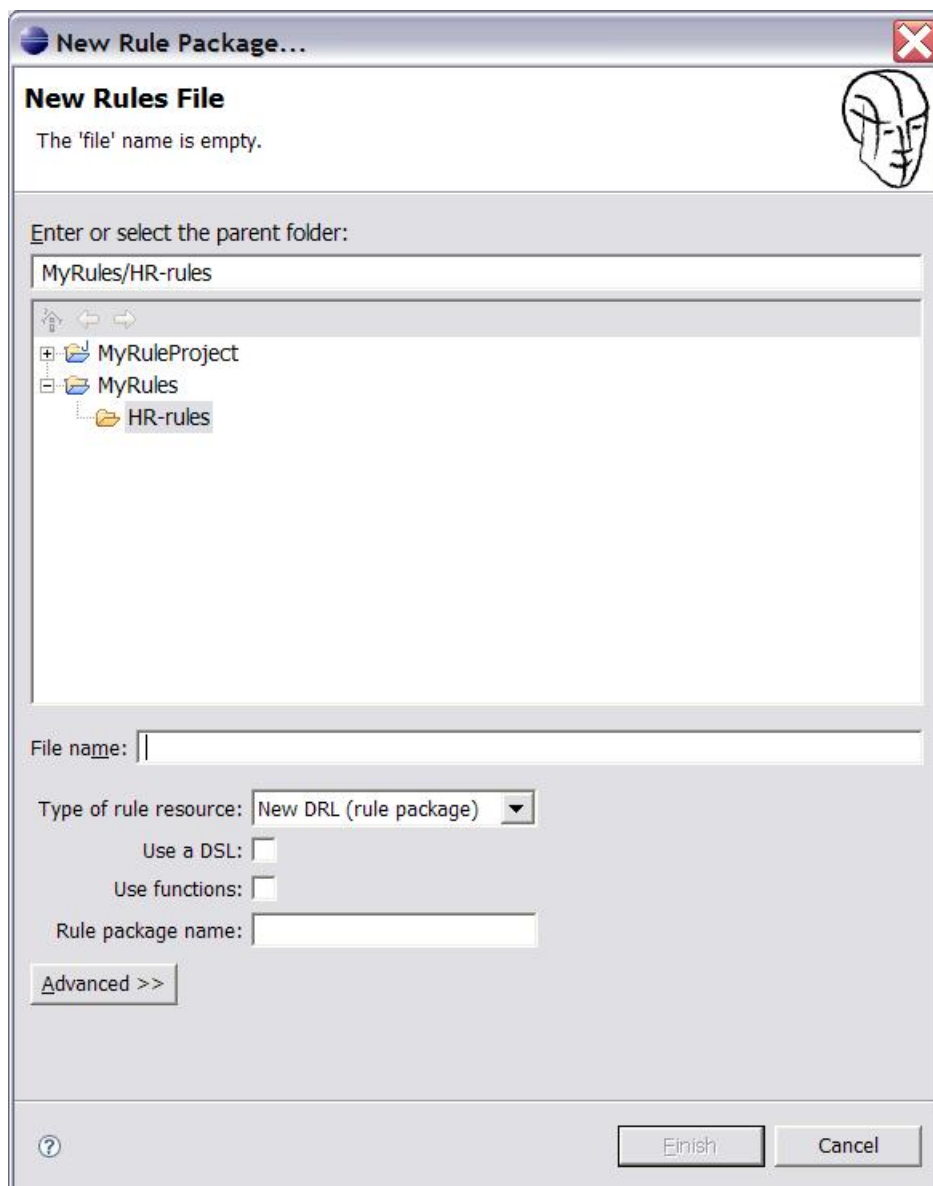 New Rule Package...
New Rules File
The 'file' name is empty.
Enter or select the parent folder:
MyRules/HR-rules
MyRuleProject
MyRules
HR-rules
File name:
Type of rule resource: New DRL (rule package)
Use a DSL:
Use functions:
Rule package name:
Advanced >>
Finish Cancel